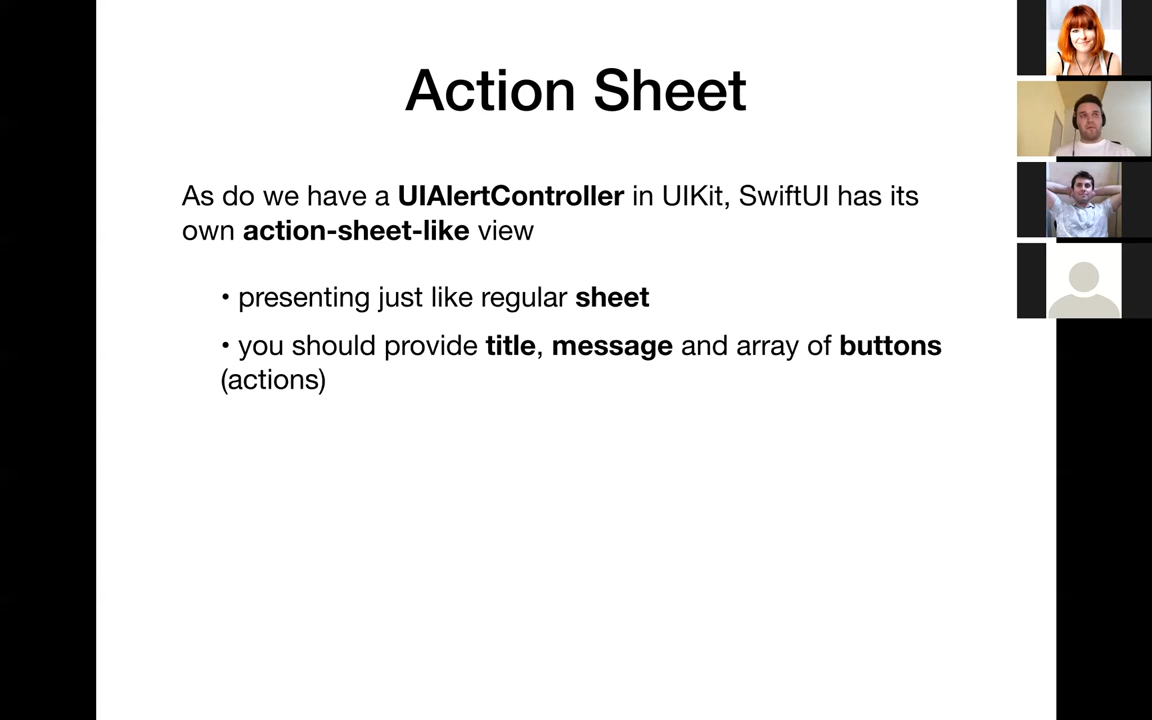 Action Sheet
As do we have a UIAlertController in UIKit, SwiftUI has its
own action-sheet-like view
• presenting just like regular sheet
• you should provide title, message and array of buttons
(actions)